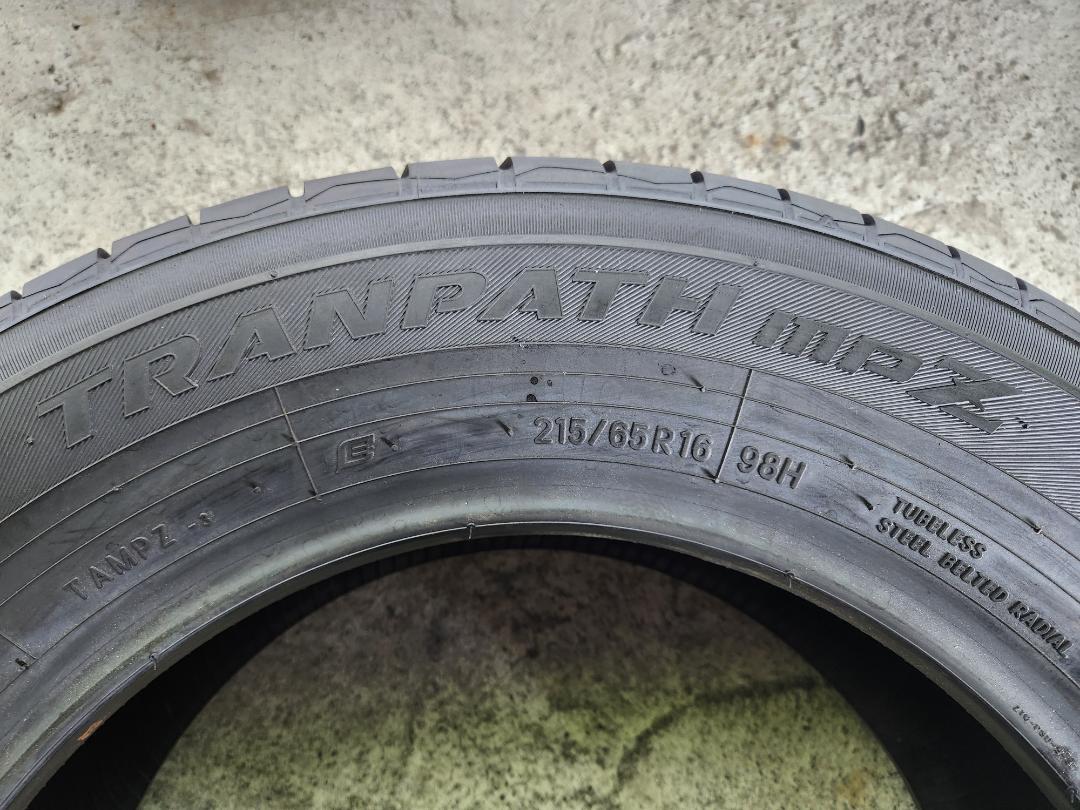 TRANPATH mpZ
E
215/65R16
98H
TAMPZ
TUBELESS
STEEL BELTED RADIAL